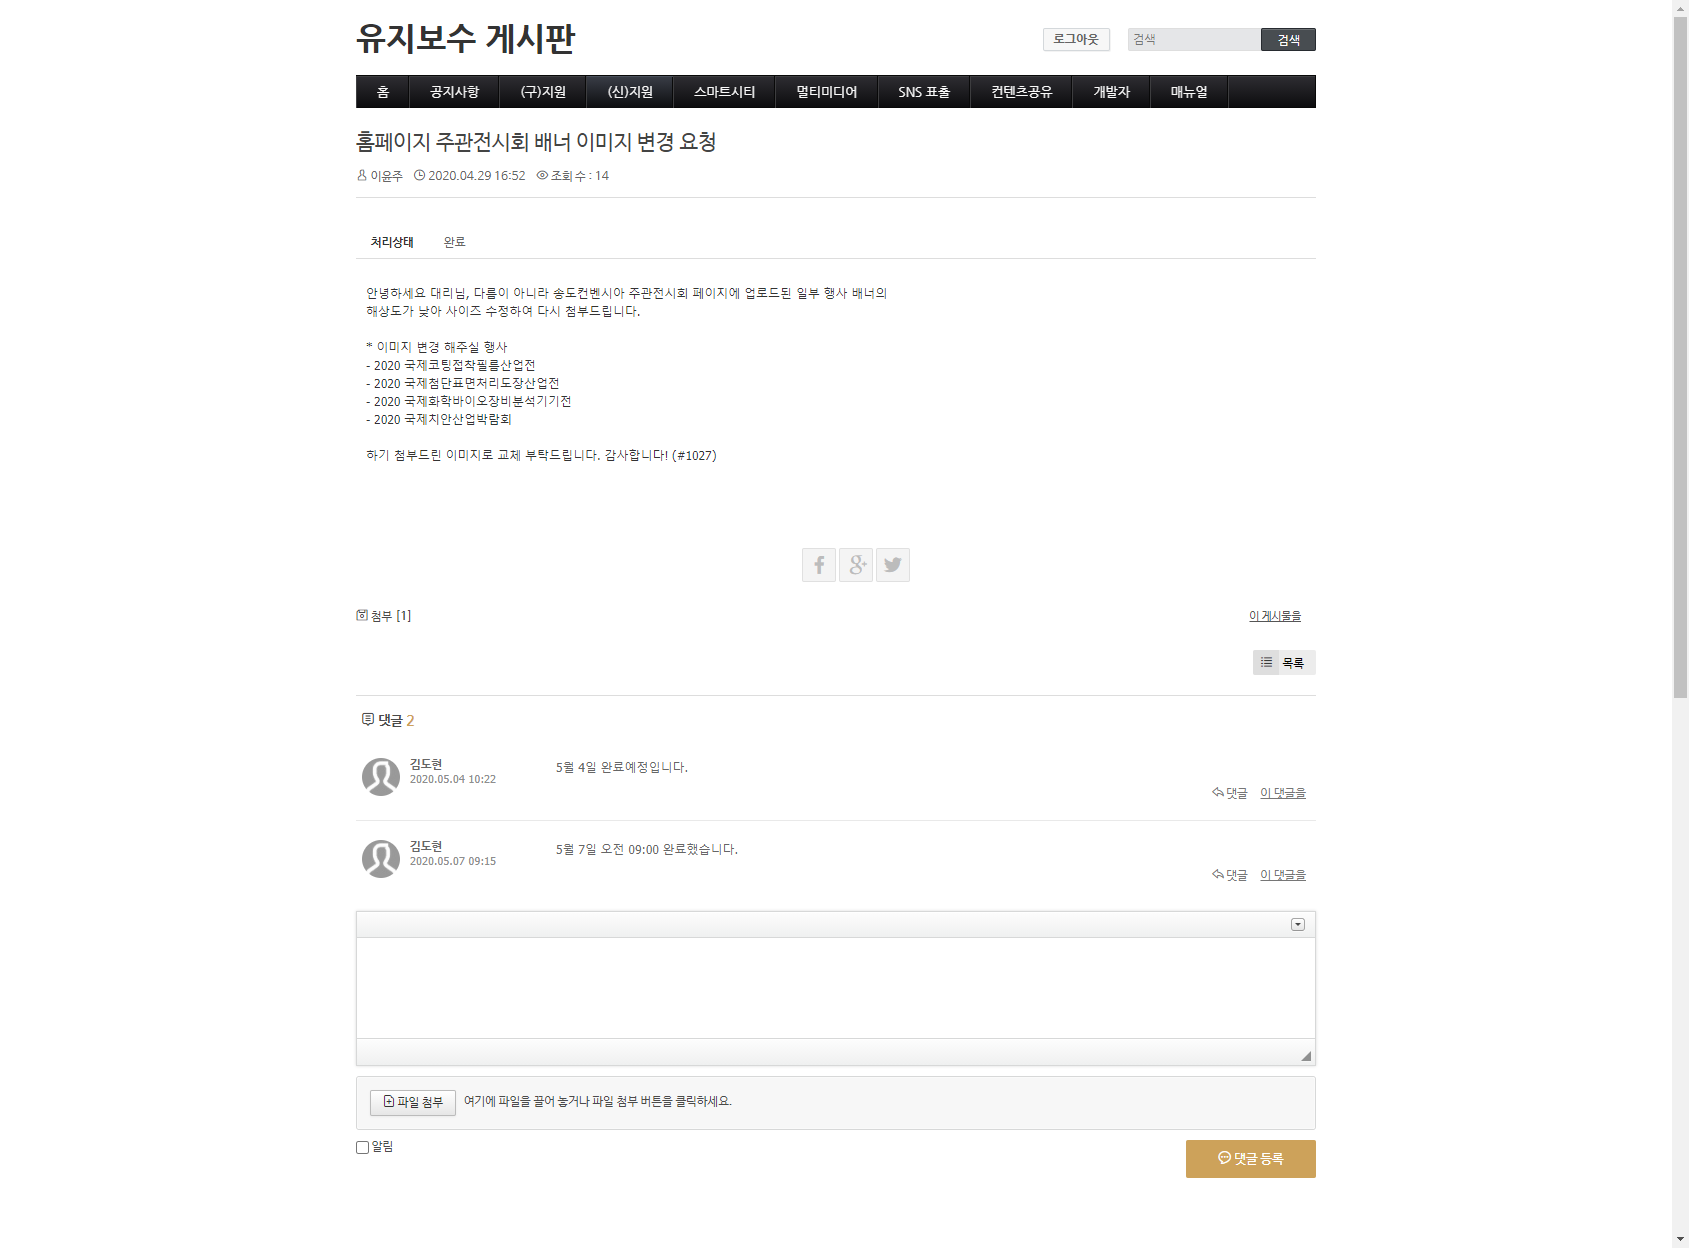 유지보수 게시판
로그아웃 검색 검색
홈 공지사항 (구)지원 (신)지원 스마트시티 멀티미디어 SNS 표출 컨텐츠공유 개발자 매뉴얼
홈페이지 주관전시회 배너 이미지 변경 요청
이윤주 2020.04.29 16:52 조회 수 : 14
처리상태 완료
안녕하세요 대리님, 다름이 아니라 송도컨벤시아 주관전시회 페이지에 업로드된 일부 행사 배너의
해상도가 낮아 사이즈 수정하여 다시 첨부드립니다.
* 이미지 변경 해주실 행사
- 2020 국제코팅접착필름산업전
- 2020 국제첨단표면처리도장산업전
- 2020 국제화학바이오장비분석기기전
- 2020 국제치안산업박람회
하기 첨부드린 이미지로 교체 부탁드립니다. 감사합니다! (#1027)
첨부 [1] 이 게시물을
목록
댓글 2
김도현 5월 4일 완료예정입니다.
2020.05.04 10:22
댓글 이 댓글을
김도현 5월 7일 오전 09:00 완료했습니다.
2020.05.07 09:15
댓글 이 댓글을
파일 첨부 여기에 파일을 끌어 놓거나 파일 첨부 버튼을 클릭하세요.
알림
댓글 등록